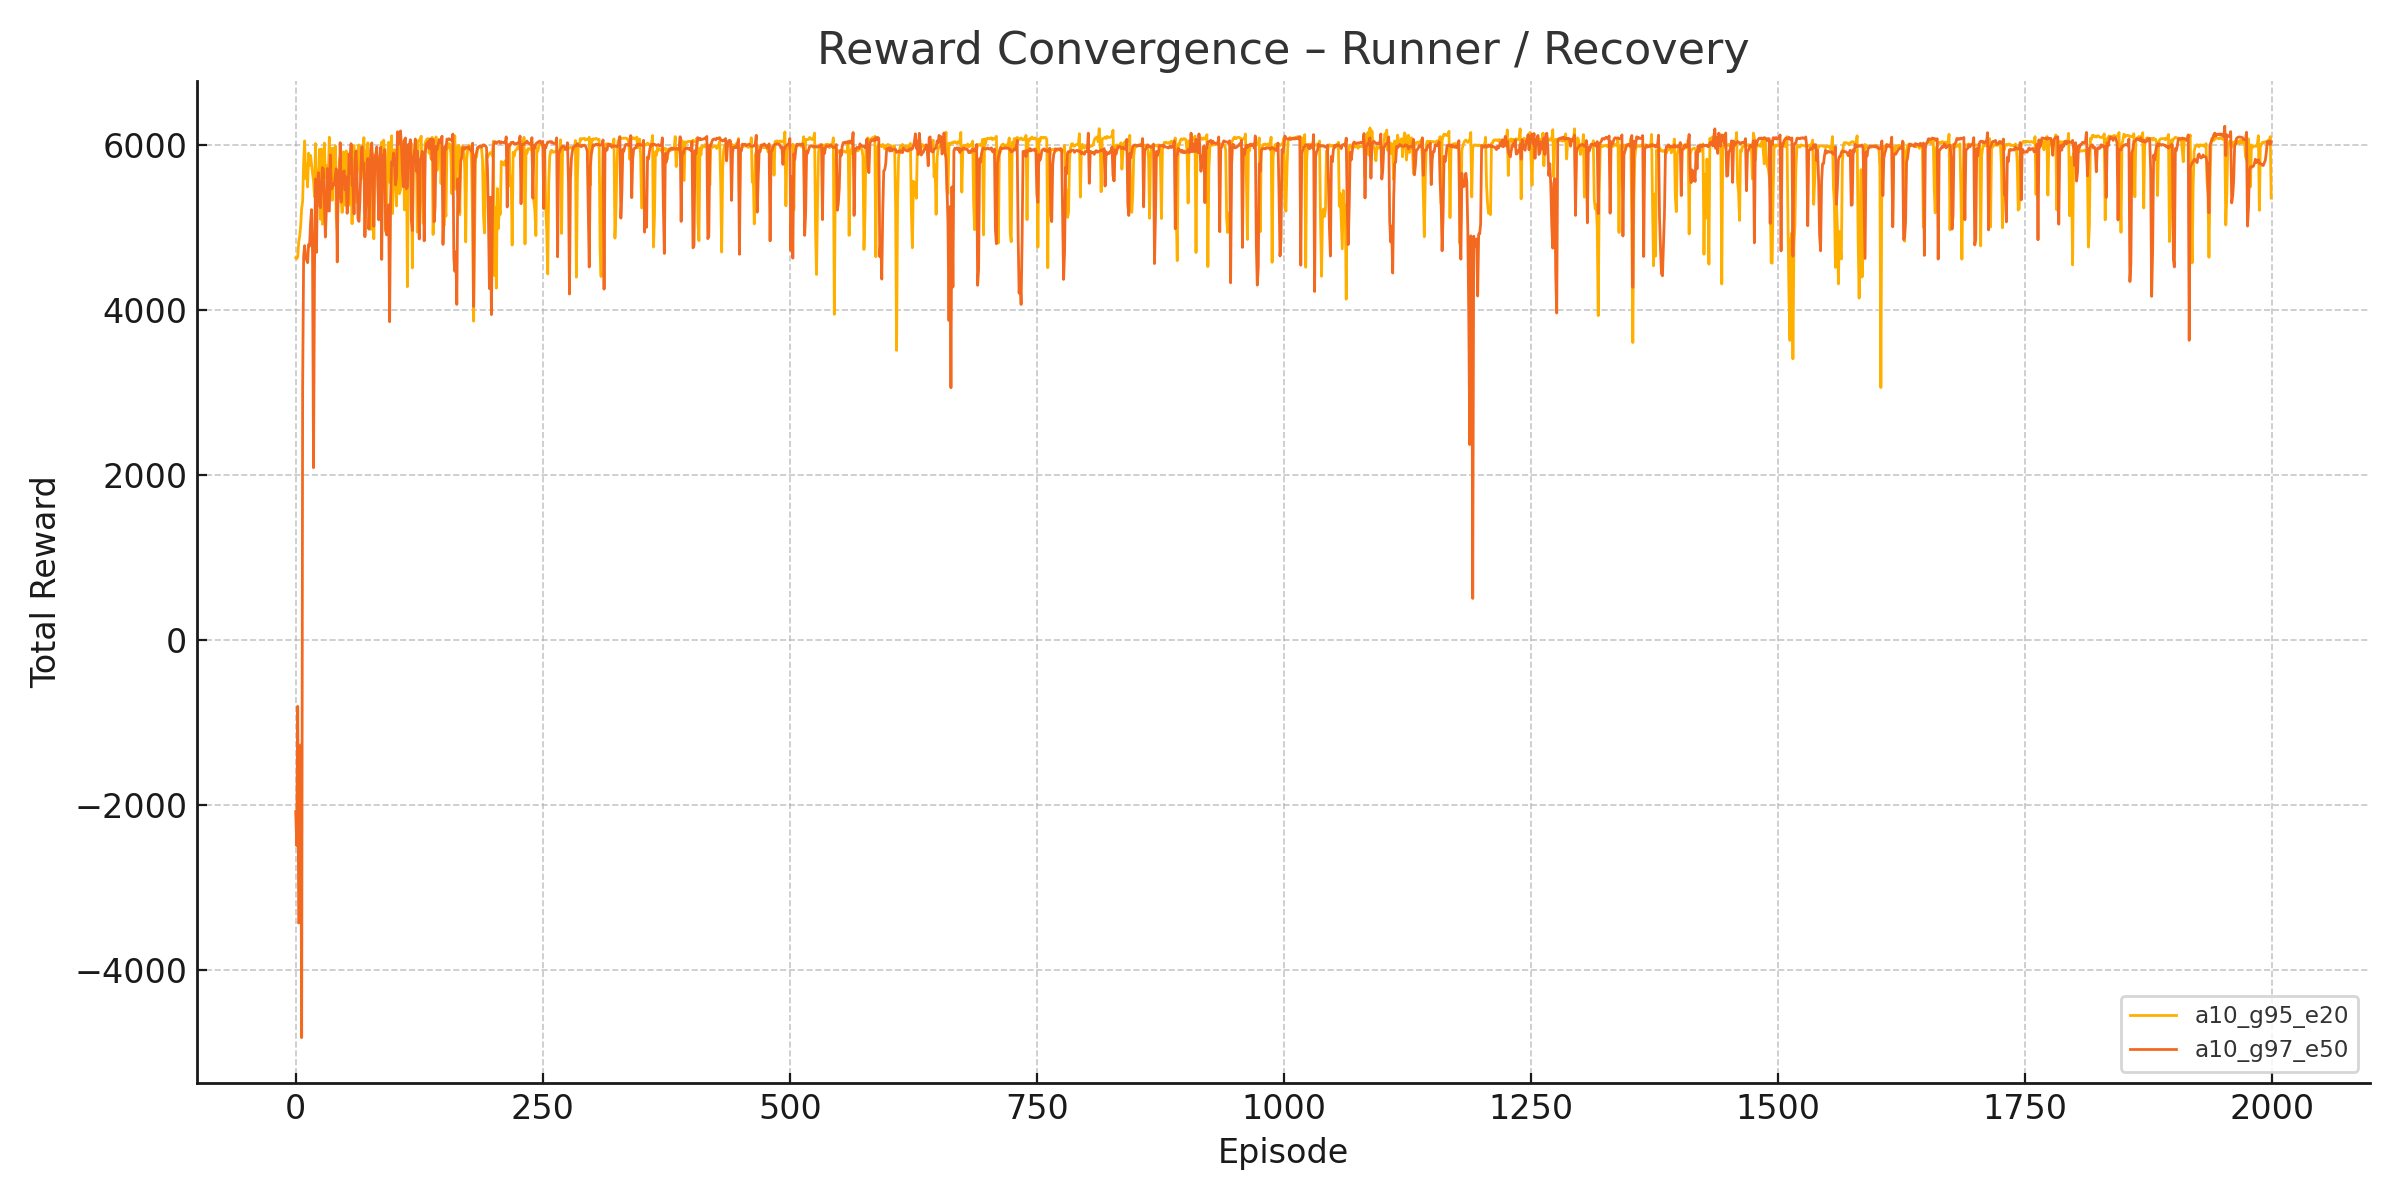 Reward Convergence – Runner / Recovery
Total Reward
6000
4000
2000
0
−2000
−4000
0 250 500 750 1000 1250 1500 1750 2000
Episode
a10_g95_e20
a10_g97_e50